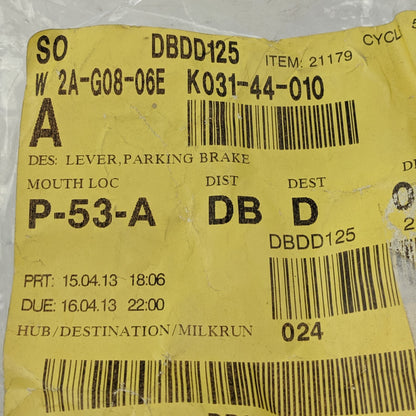 SO DBDD125 ITEM: 21179 CYCL
W 2A-G08-06E K031-44-010
A
DES: LEVER, PARKING BRAKE
MOUTH LOC DIST DEST
P-53-A DB D
DBDD125
PRT: 15.04.13 18:06
DUE: 16.04.13 22:00
HUB/DESTINATION/MILKRUN 024